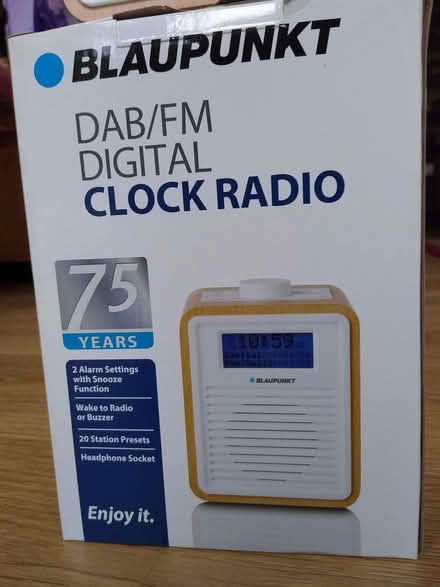 BLAUPUNKT
DAB/FM
DIGITAL
CLOCK RADIO
75
YEARS
2 Alarm Settings
with Snooze
Function
Wake to Radio
or Buzzer
20 Station Presets
Headphone Socket
Enjoy it.
10:59
BLAUPUNKT